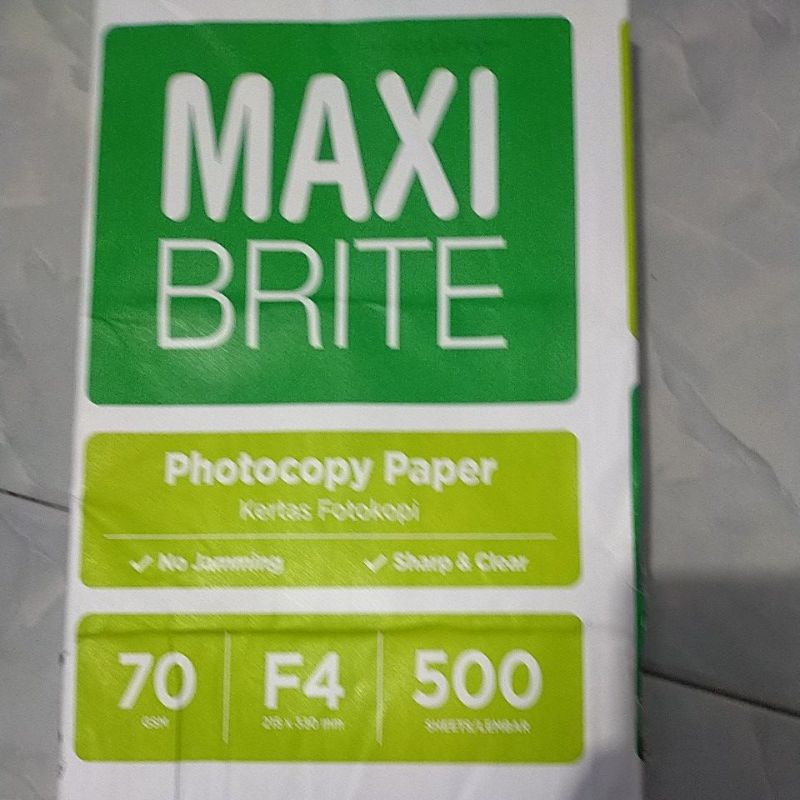 MAXI
BRITE
Photocopy Paper
Kertas Fotokopi
No Jamming
Sharp & Clear
70
GSM
F4
215 x 330 mm
500
SHEETS/LEMBAR